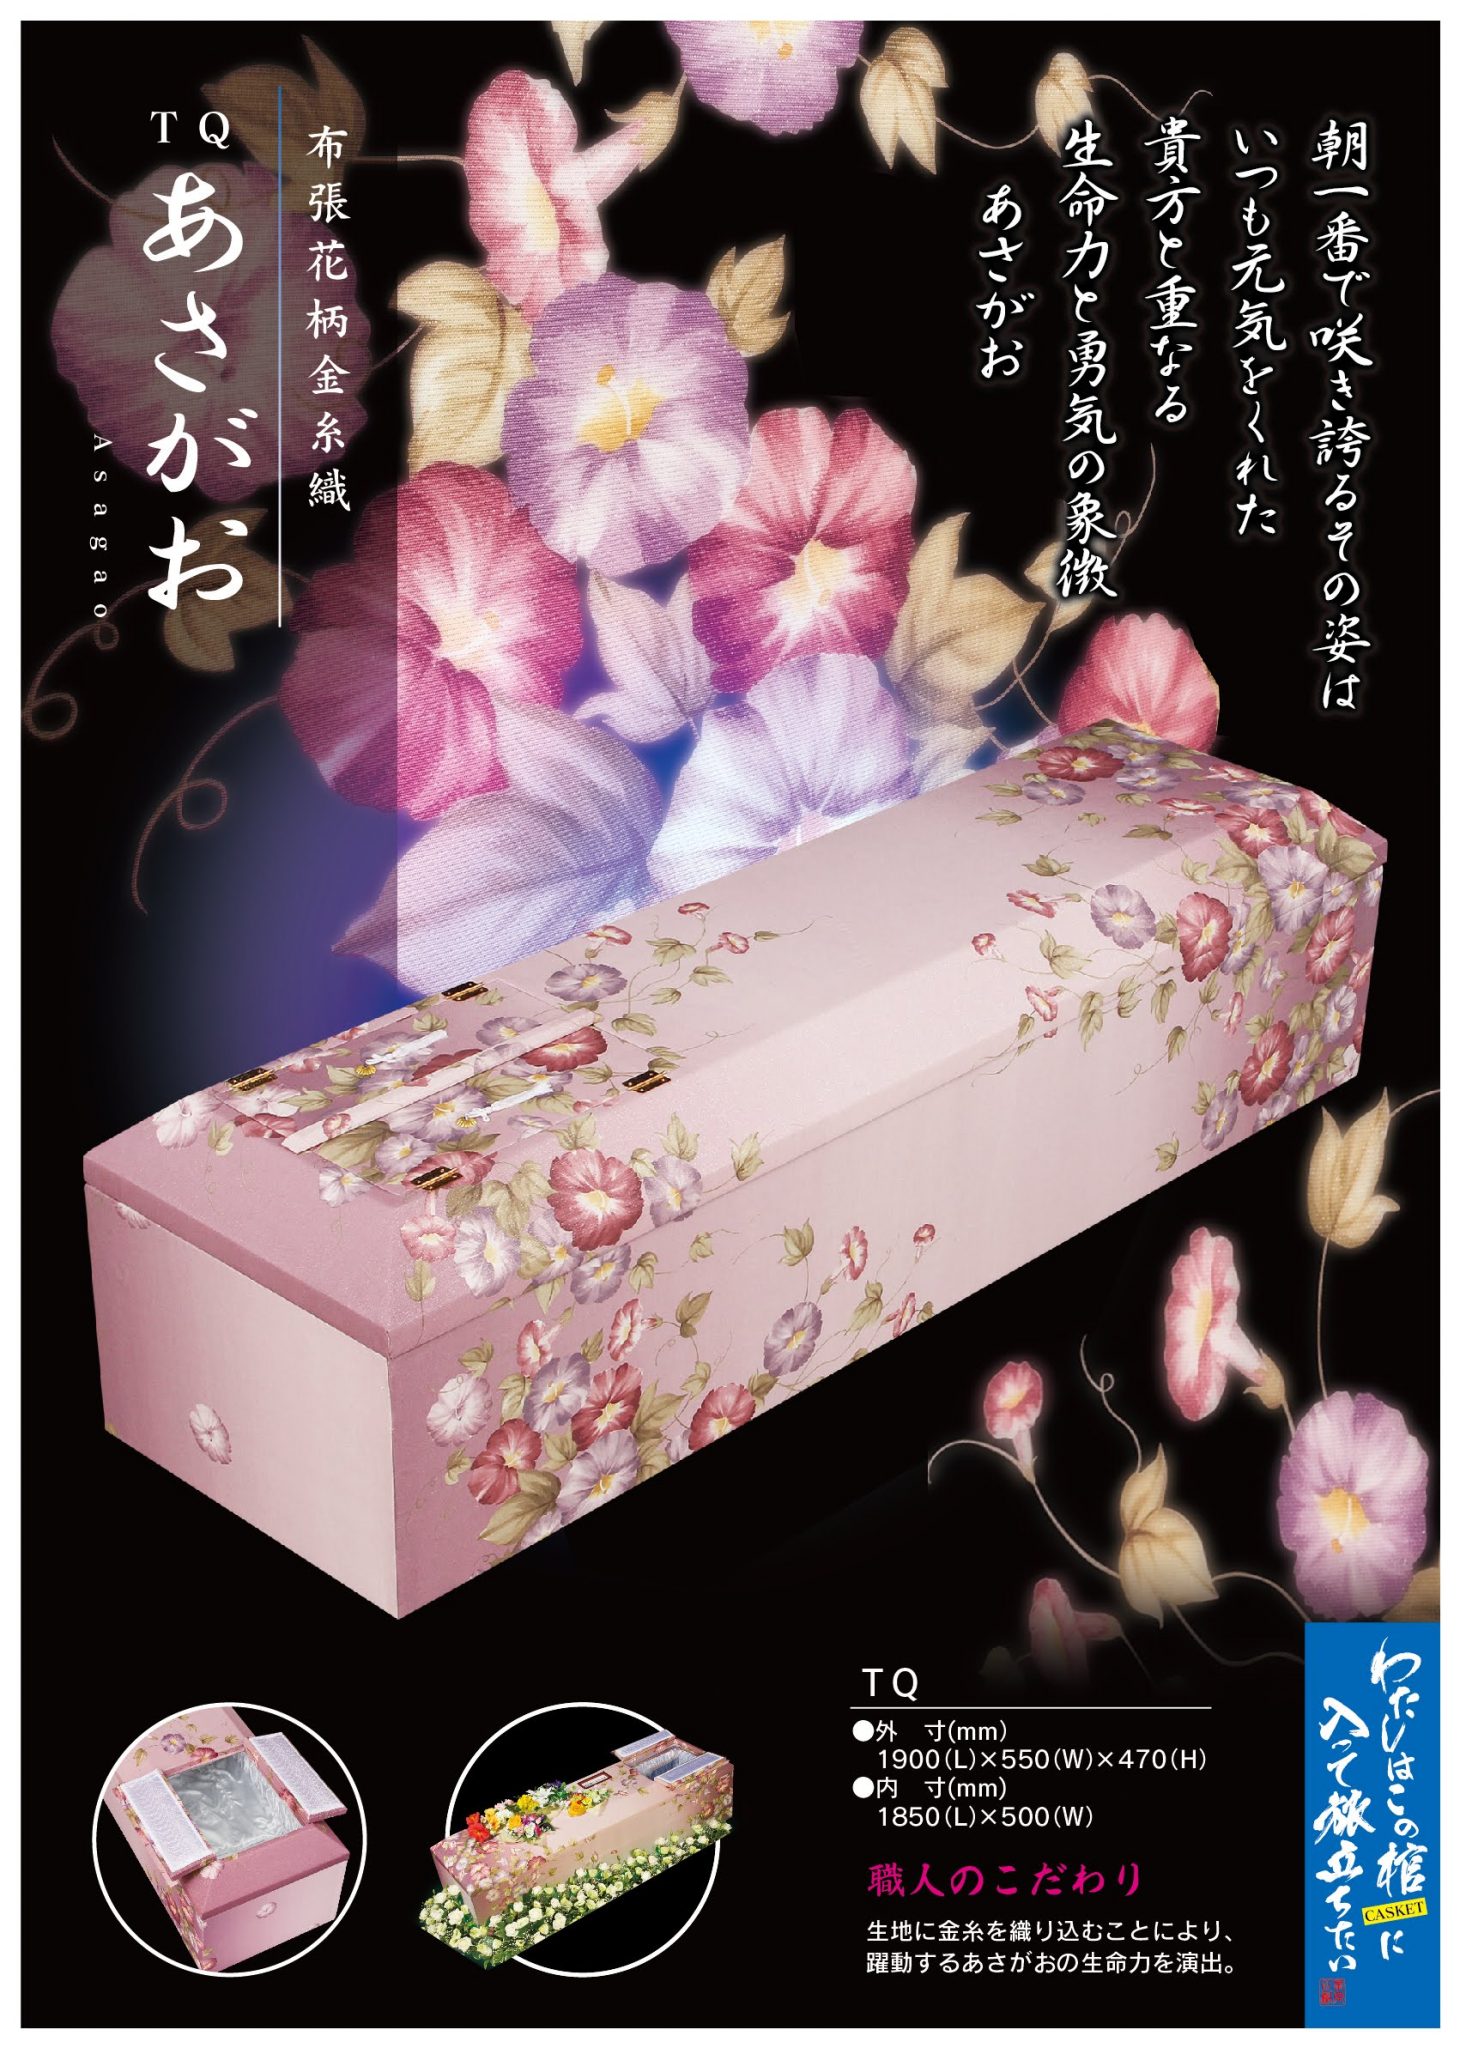 朝一番で咲き誇るその姿は
いつも元気をくれた
貴方と重なる
生命力と勇気の象徴
あさがお
布張花柄金糸織
TQ
あさがお
Asagao
TQ
●外　寸(mm)
1900(L)×550(W)×470(H)
●内　寸(mm)
1850(L)×500(W)
職人のこだわり
生地に金糸を織り込むことにより、
躍動するあさがおの生命力を演出。
わたしはこの棺に
CASKET
入って旅立ちたい